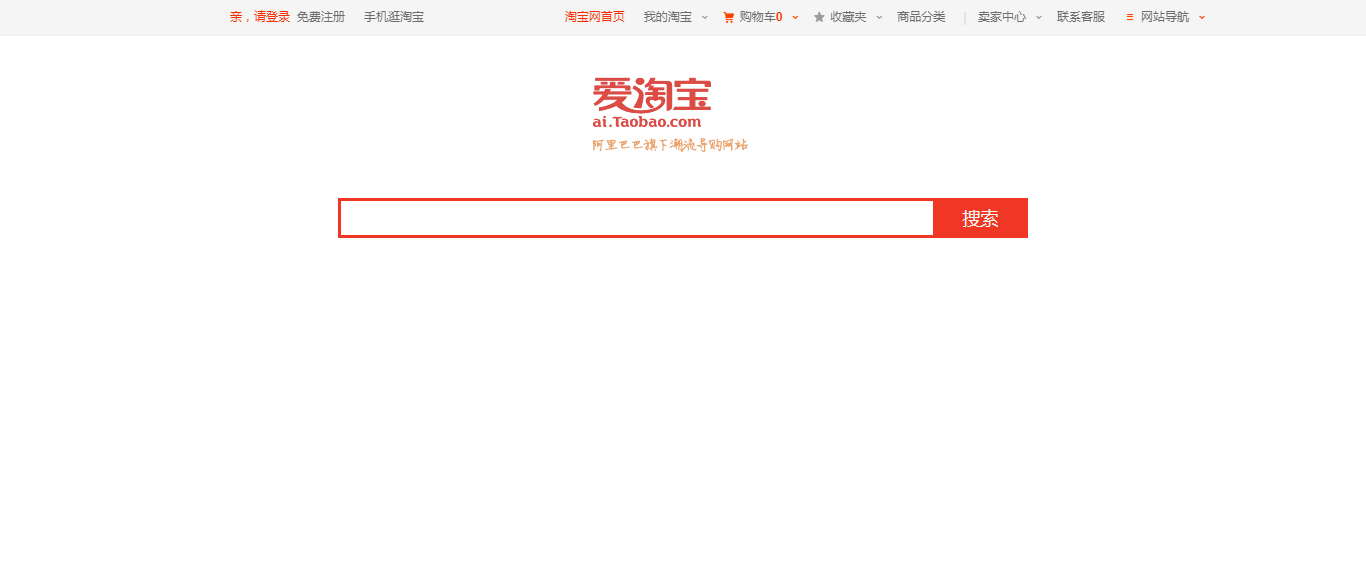 亲，请登录 免费注册 手机逛淘宝 淘宝网首页 我的淘宝 购物车0 收藏夹 商品分类 卖家中心 联系客服 网站导航
爱淘宝
ai.Taobao.com
阿里巴巴旗下潮流导购网站
搜索